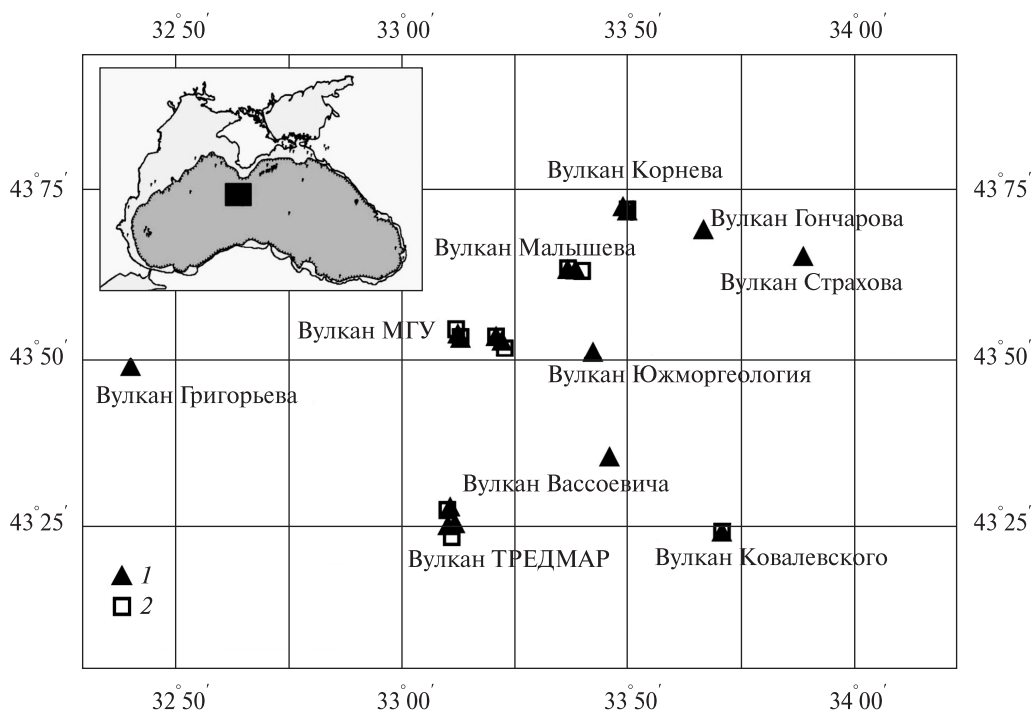 32°50′ 33°00′ 33°50′ 34°00′
Вулкан Корнева
43°75′ 43°75′
Вулкан Гончарова
Вулкан Малышева
Вулкан Страхова
Вулкан МГУ
43°50′ 43°50′
Вулкан Южморгеология
Вулкан Григорьева
Вулкан Вассоевича
43°25′ 43°25′
Вулкан ТРЕДМАР Вулкан Ковалевского
1
2
32°50′ 33°00′ 33°50′ 34°00′